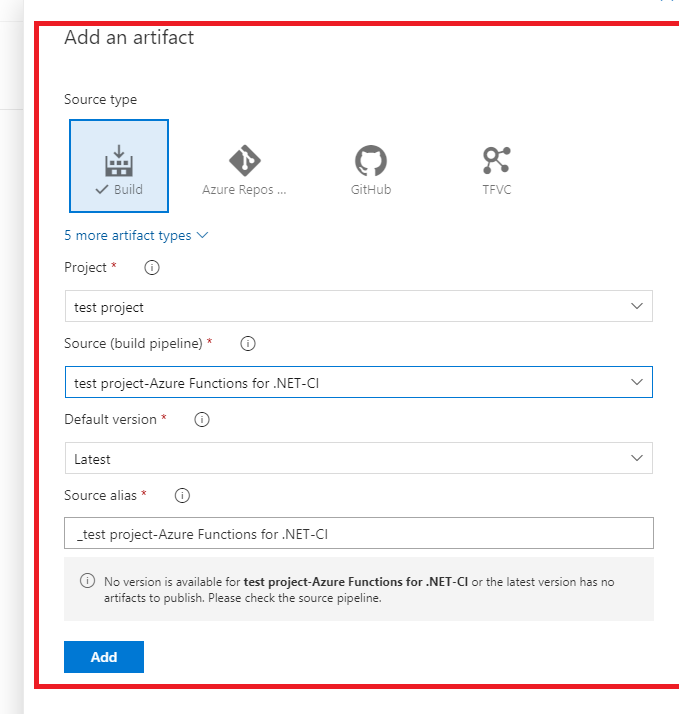 Add an artifact
Source type
Build
Azure Repos ...
GitHub
TFVC
5 more artifact types
Project *
test project
Source (build pipeline) *
test project-Azure Functions for .NET-CI
Default version *
Latest
Source alias *
_test project-Azure Functions for .NET-CI
No version is available for test project-Azure Functions for .NET-CI or the latest version has no
artifacts to publish. Please check the source pipeline.
Add